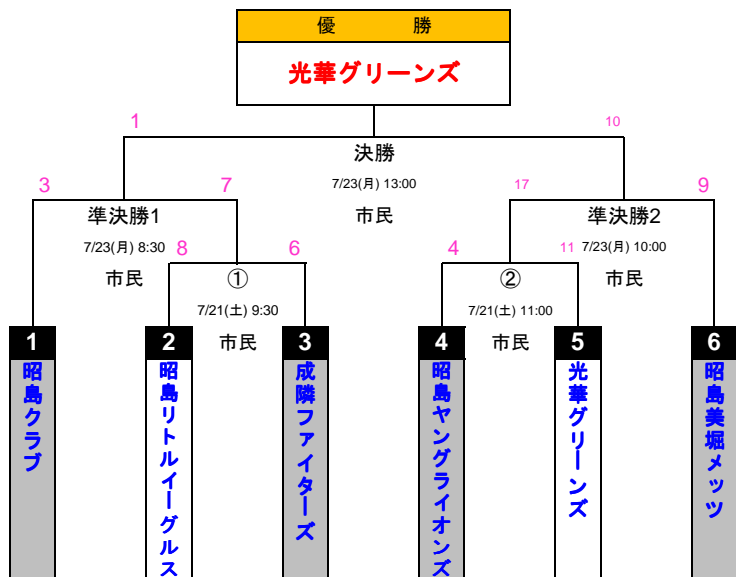 優　勝
光華グリーンズ
1
10
決勝
7/23(月) 13:00
市民
3
7
17
9
準決勝1
7/23(月) 8:30
市民
準決勝2
7/23(月) 10:00
市民
8
6
4
11
①
7/21(土) 9:30
市民
②
7/21(土) 11:00
市民
1
昭島クラブ
2
昭島リトルイーグルス
3
成隣ファイターズ
4
昭島ヤングライオンズ
5
光華グリーンズ
6
昭島美堀メッツ